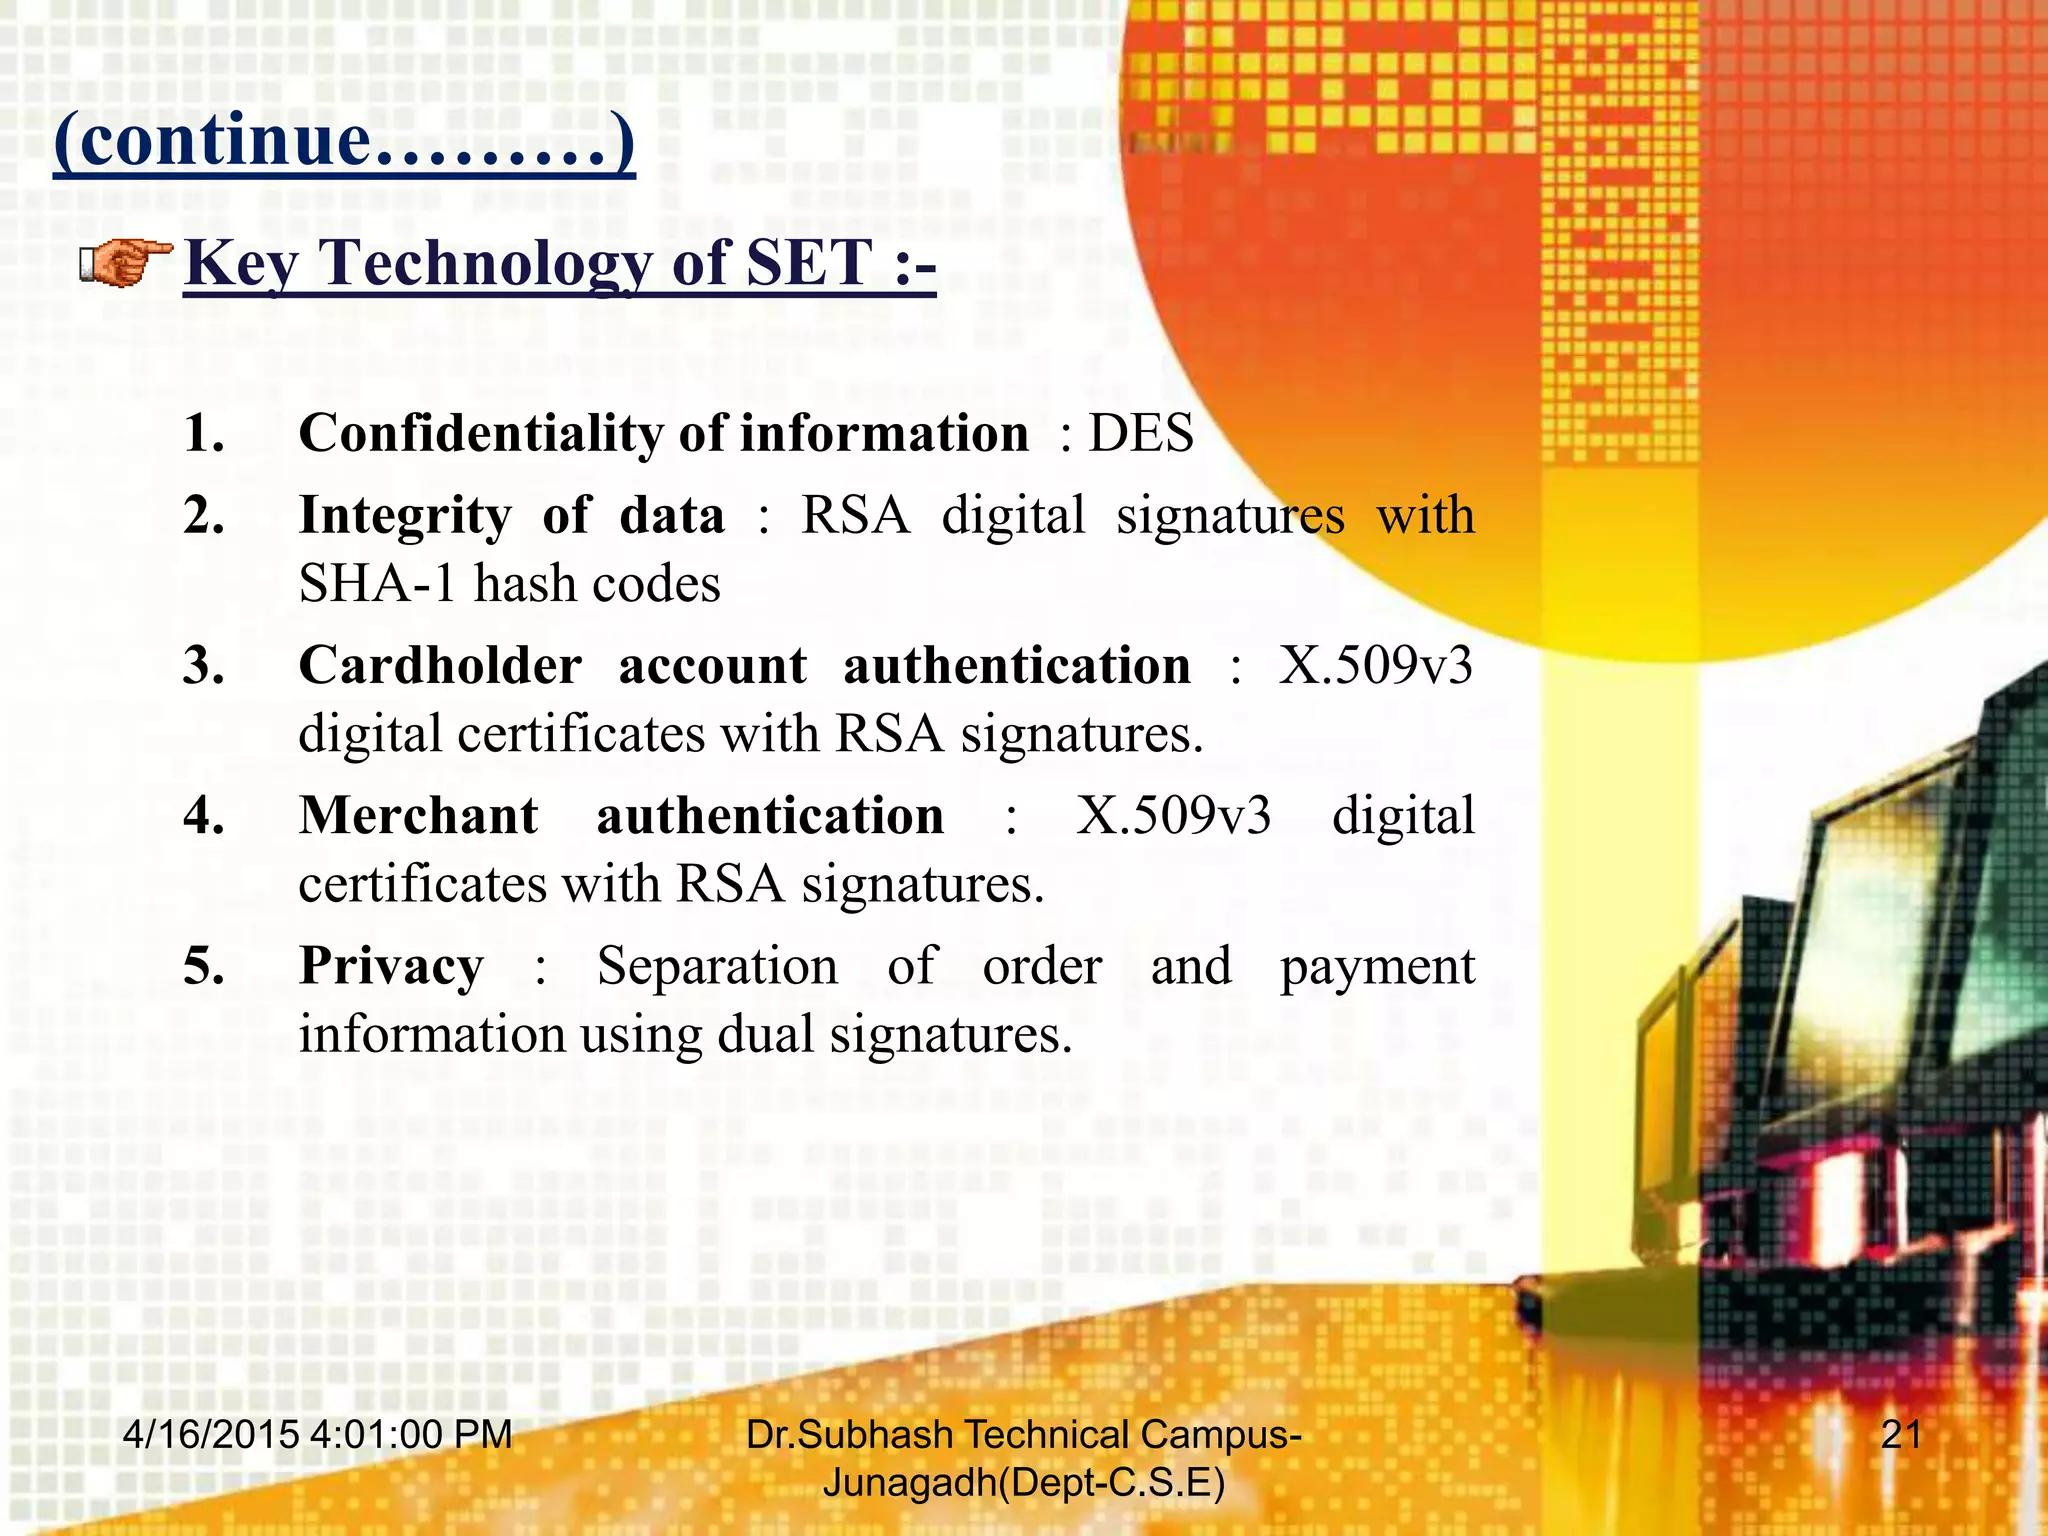 (continue………)
Key Technology of SET :-
1. Confidentiality of information : DES
2. Integrity of data : RSA digital signatures with
SHA-1 hash codes
3. Cardholder account authentication : X.509v3
digital certificates with RSA signatures.
4. Merchant authentication : X.509v3 digital
certificates with RSA signatures.
5. Privacy : Separation of order and payment
information using dual signatures.
4/16/2015 4:01:00 PM
Dr.Subhash Technical Campus-
Junagadh(Dept-C.S.E)
21